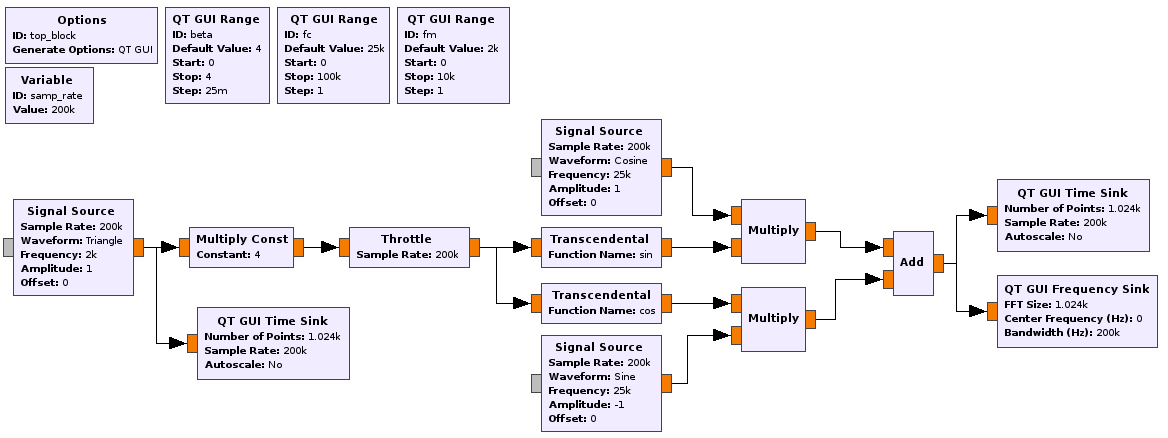 Options
ID: top_block
Generate Options: QT GUI
Variable
ID: samp_rate
Value: 200k
QT GUI Range
ID: beta
Default Value: 4
Start: 0
Stop: 4
Step: 25m
QT GUI Range
ID: fc
Default Value: 25k
Start: 0
Stop: 100k
Step: 1
QT GUI Range
ID: fm
Default Value: 2k
Start: 0
Stop: 10k
Step: 1
Signal Source
Sample Rate: 200k
Waveform: Triangle
Frequency: 2k
Amplitude: 1
Offset: 0
Multiply Const
Constant: 4
QT GUI Time Sink
Number of Points: 1.024k
Sample Rate: 200k
Autoscale: No
Throttle
Sample Rate: 200k
Signal Source
Sample Rate: 200k
Waveform: Cosine
Frequency: 25k
Amplitude: 1
Offset: 0
Transcendental
Function Name: sin
Transcendental
Function Name: cos
Signal Source
Sample Rate: 200k
Waveform: Sine
Frequency: 25k
Amplitude: -1
Offset: 0
Multiply
Multiply
Add
QT GUI Time Sink
Number of Points: 1.024k
Sample Rate: 200k
Autoscale: No
QT GUI Frequency Sink
FFT Size: 1.024k
Center Frequency (Hz): 0
Bandwidth (Hz): 200k